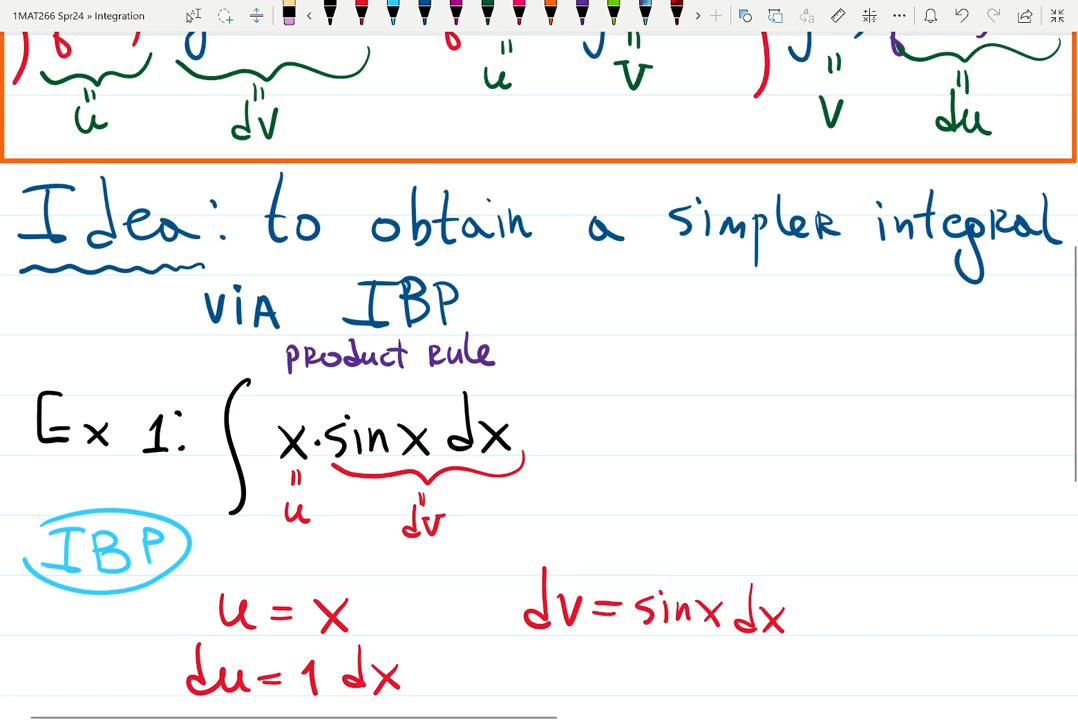 1MAT266 Spr24 » Integration
u dv u v v du
Idea: to obtain a simpler integral
via IBP
product rule
Ex 1: ∫ x·sinx dx
u dv
IBP
u = x dv = sinx dx
du = 1 dx